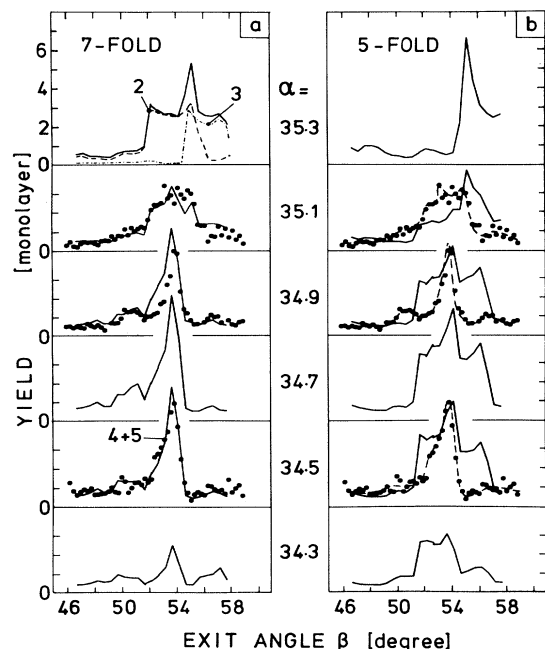 a b
7-FOLD 5-FOLD
6
4
2
0
2 3
α =
35.3
35.1
0
34.9
0
34.7
0
4+5
34.5
0
34.3
0
46 50 54 58 46 50 54 58
YIELD [monolayer]
EXIT ANGLE β [degree]